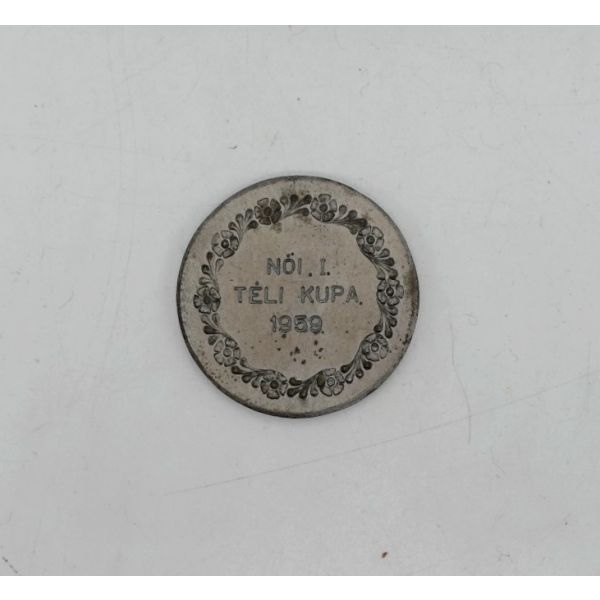 NŐI. I.
TÉLI KUPA.
1959.